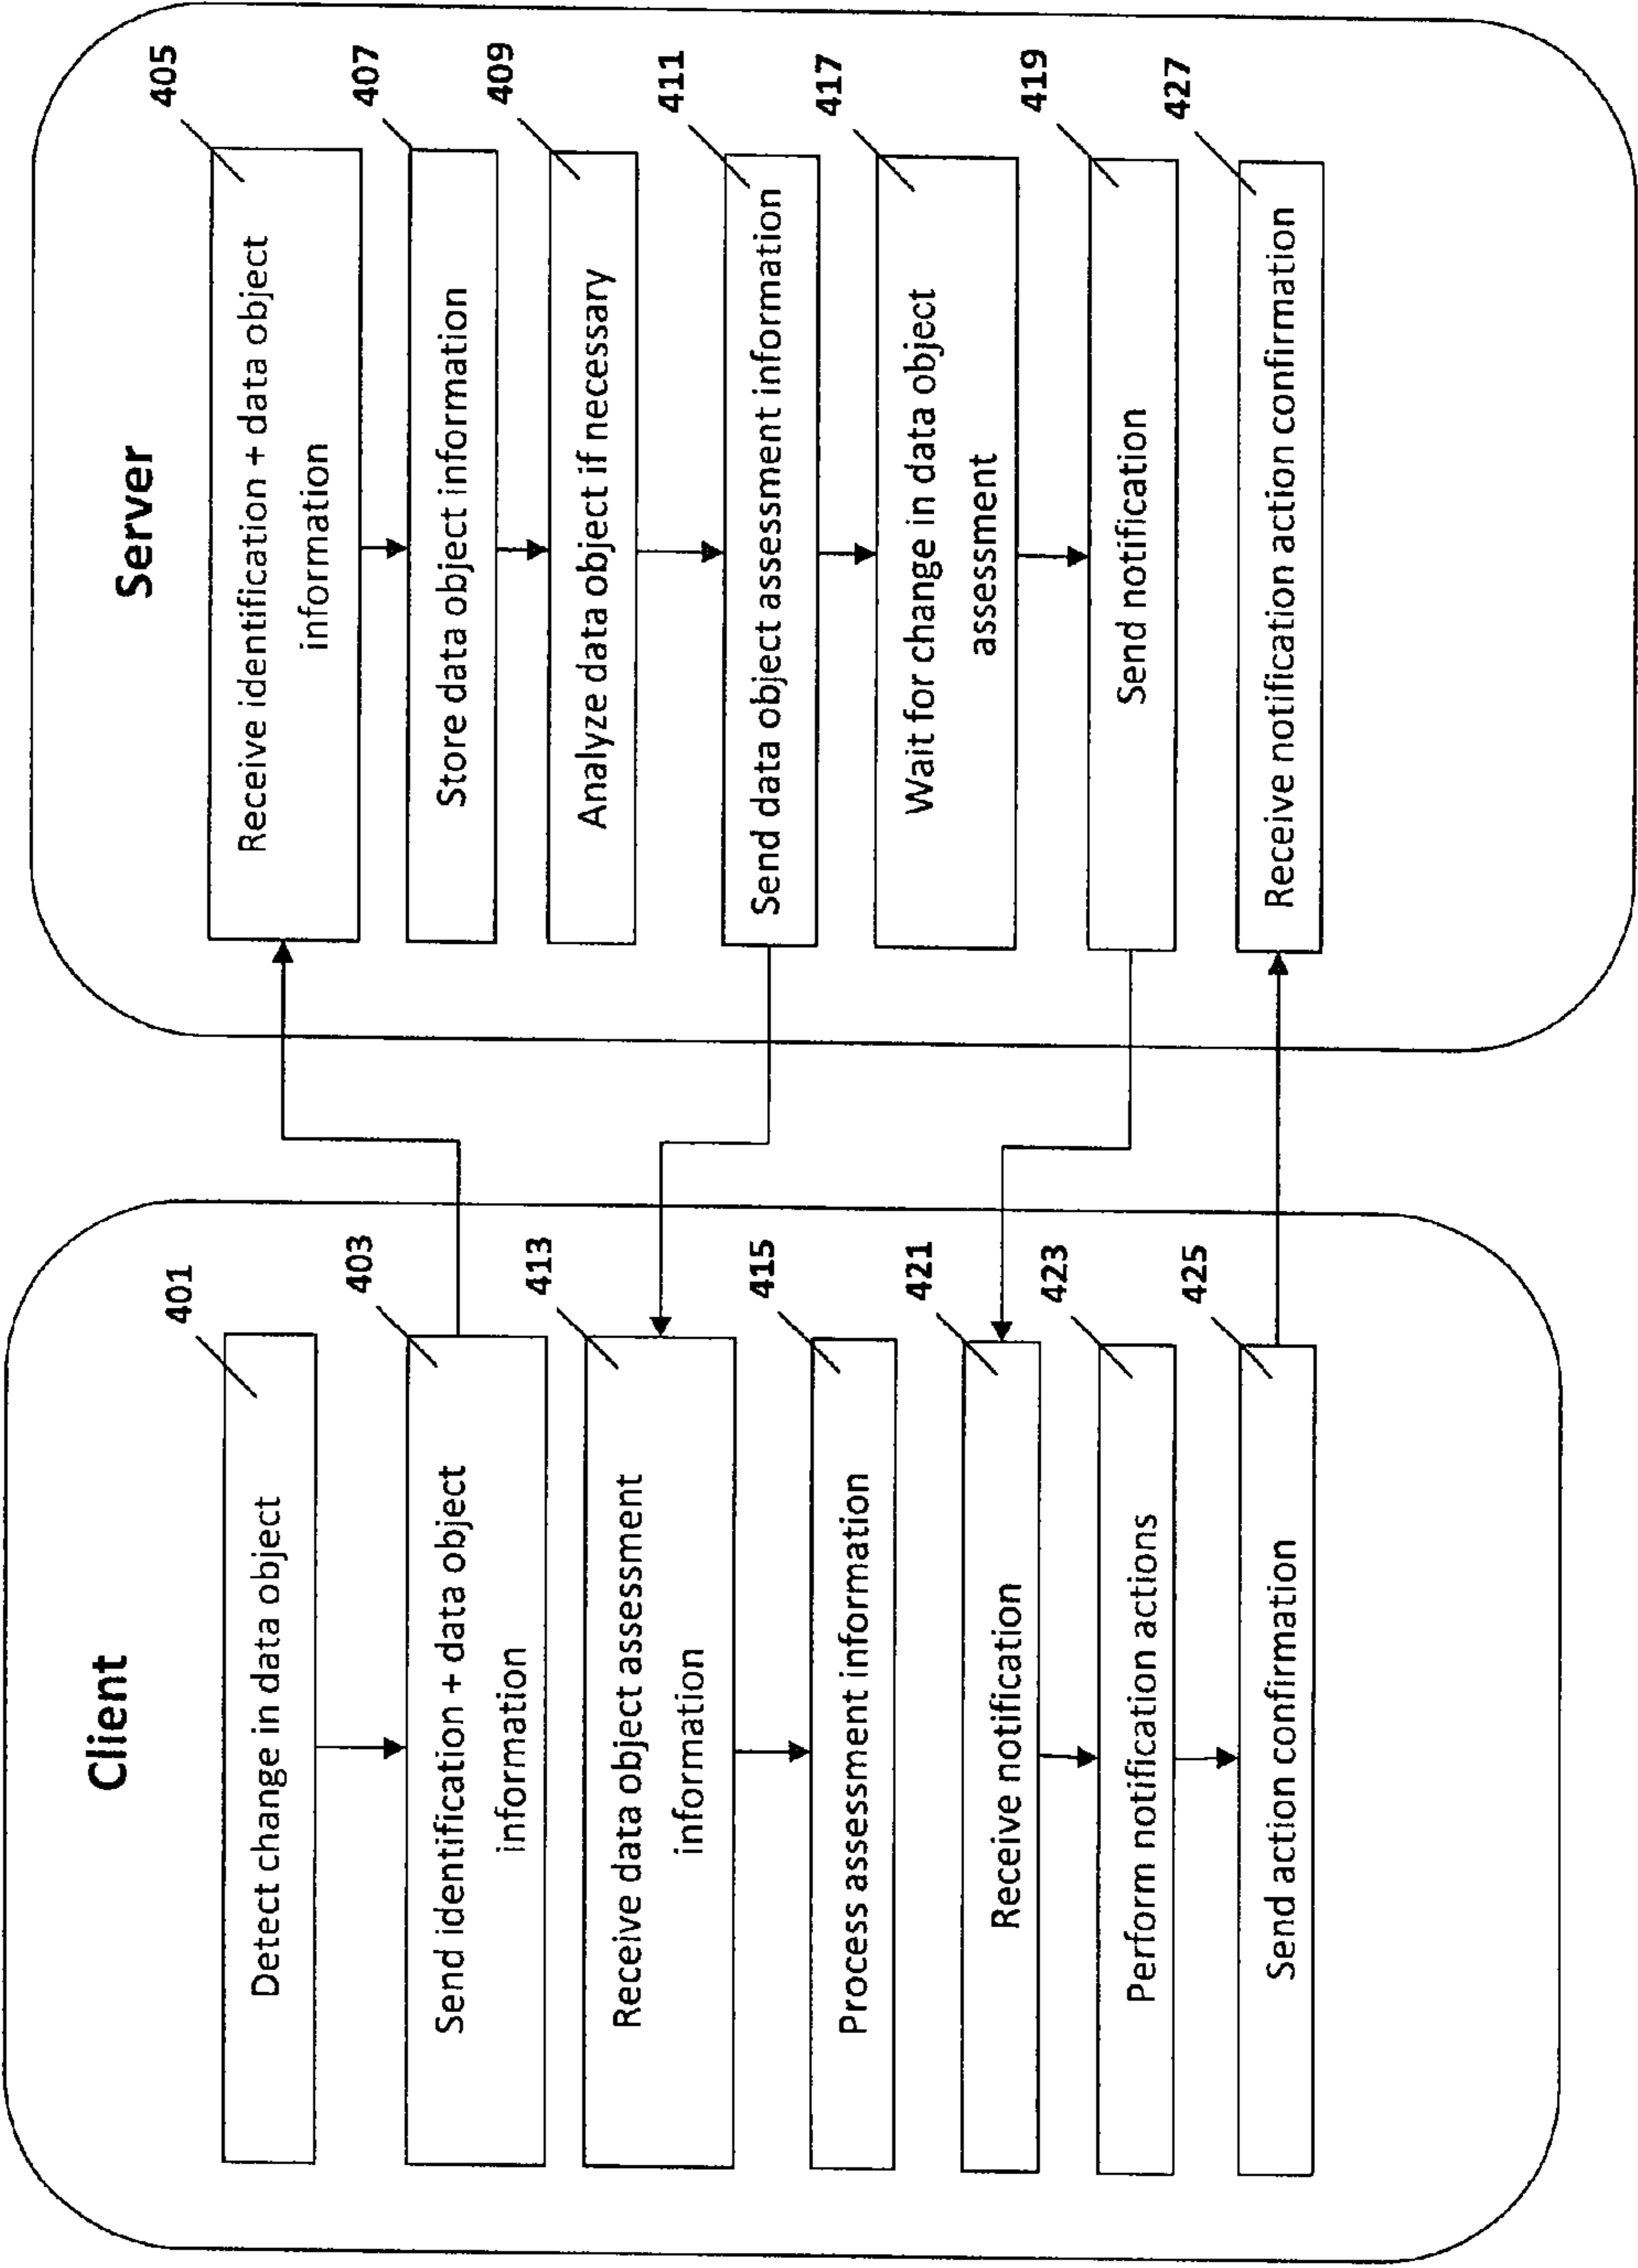 Client
401
Detect change in data object
403
Send identification + data object
information
413
Receive data object assessment
information
415
Process assessment information
421
Receive notification
423
Perform notification actions
425
Send action confirmation
Server
405
Receive identification + data object
information
407
Store data object information
409
Analyze data object if necessary
411
Send data object assessment information
417
Wait for change in data object
assessment
419
Send notification
427
Receive notification action confirmation